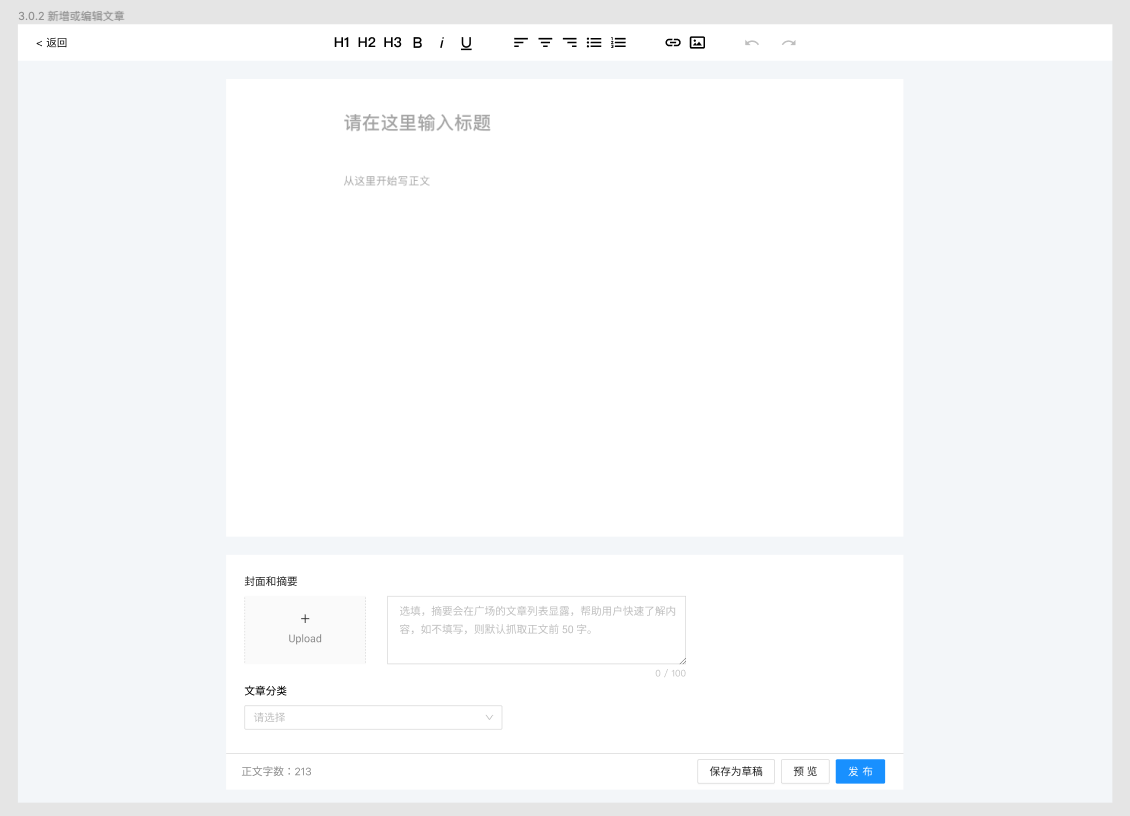 3.0.2 新增或编辑文章
< 返回
H1 H2 H3 B i U
请在这里输入标题
从这里开始写正文
封面和摘要
+
Upload
选填，摘要会在广场的文章列表显露，帮助用户快速了解内
容，如不填写，则默认抓取正文前 50 字。
0 / 100
文章分类
请选择
正文字数：213
保存为草稿 预 览 发 布